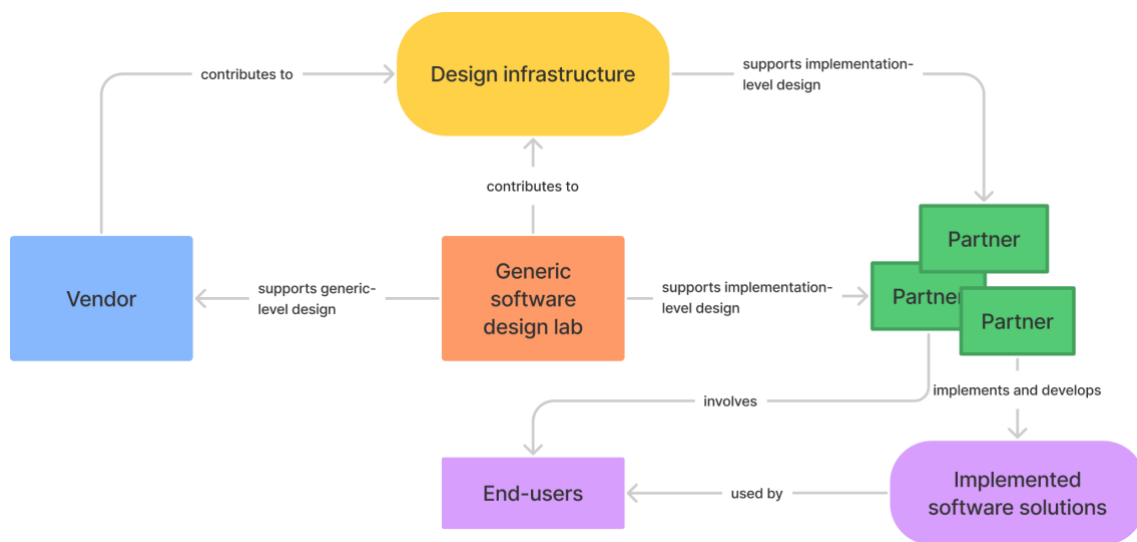 contributes to
Design infrastructure
supports implementation-
level design
contributes to
Partner
Vendor
supports generic-
level design
Generic
software
design lab
supports implementation-
level design
Partner
Partner
involves
implements and develops
End-users
used by
Implemented
software solutions